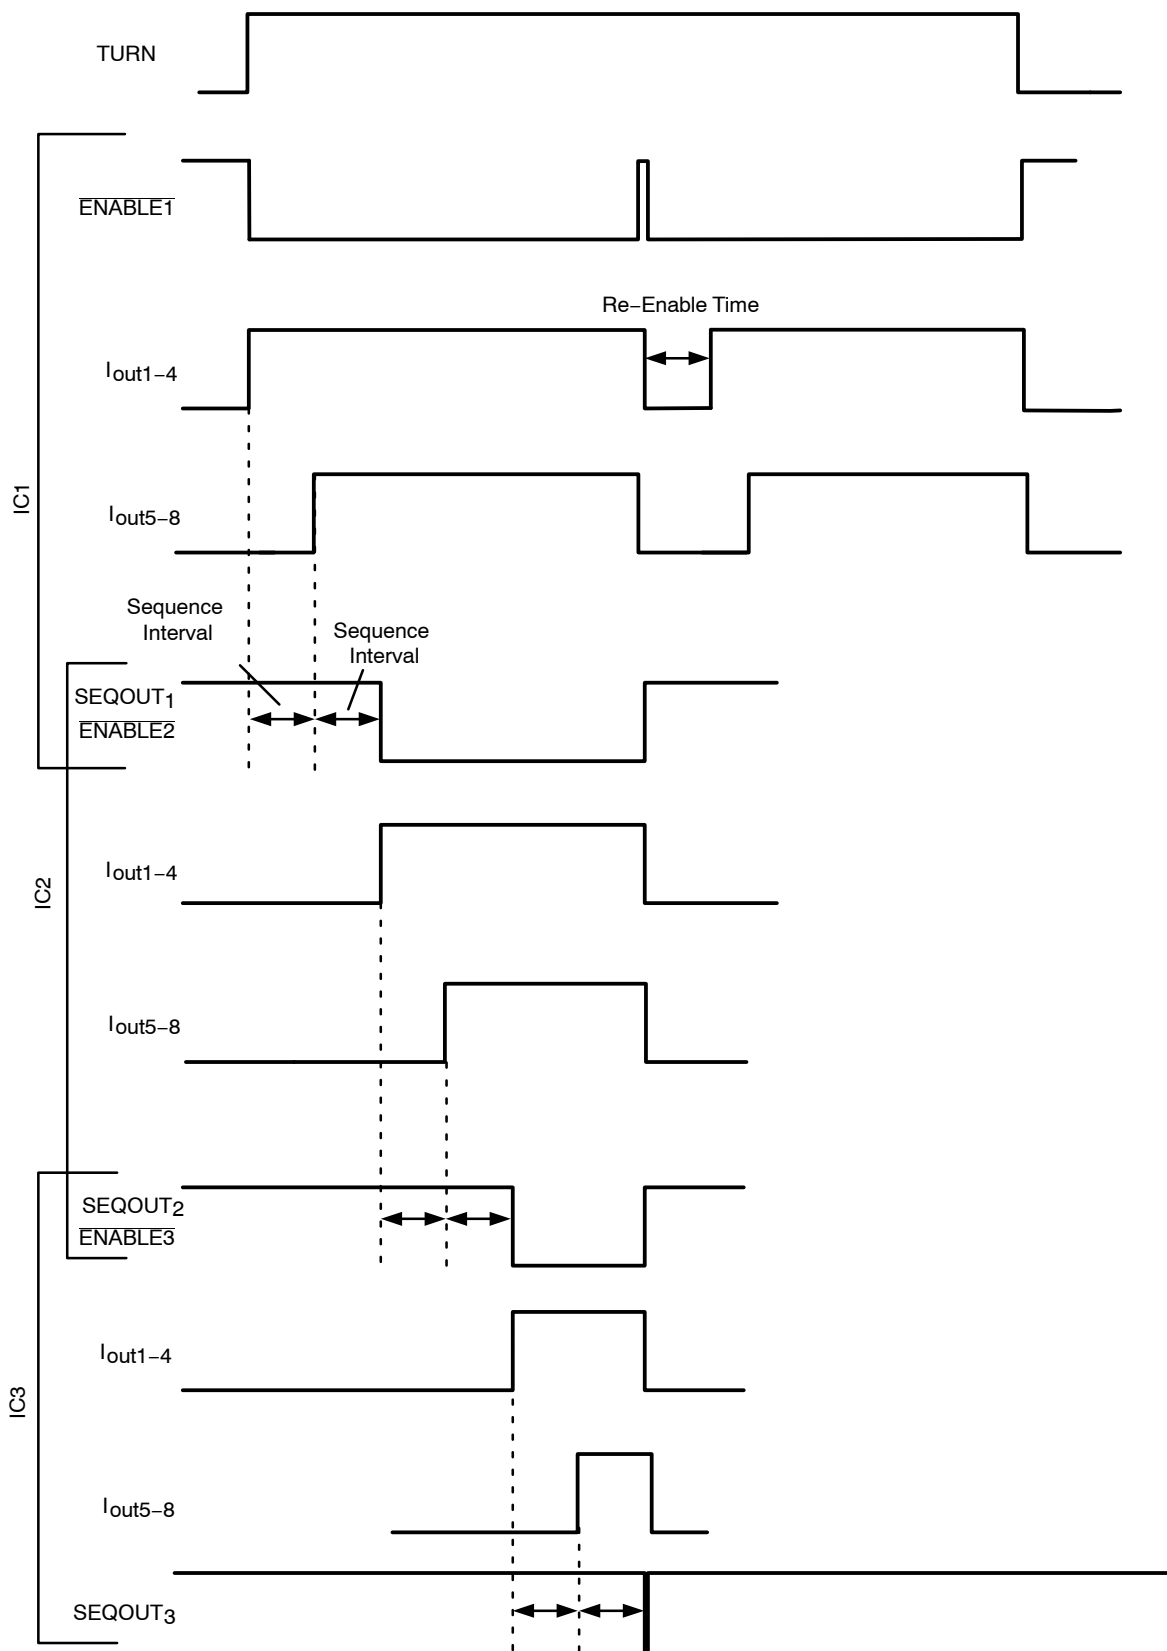 TURN
ENABLE1
Re−Enable Time
Iout1−4
IC1
Iout5−8
Sequence
Interval
Sequence
Interval
SEQOUT1
ENABLE2
Iout1−4
IC2
Iout5−8
SEQOUT2
ENABLE3
Iout1−4
IC3
Iout5−8
SEQOUT3